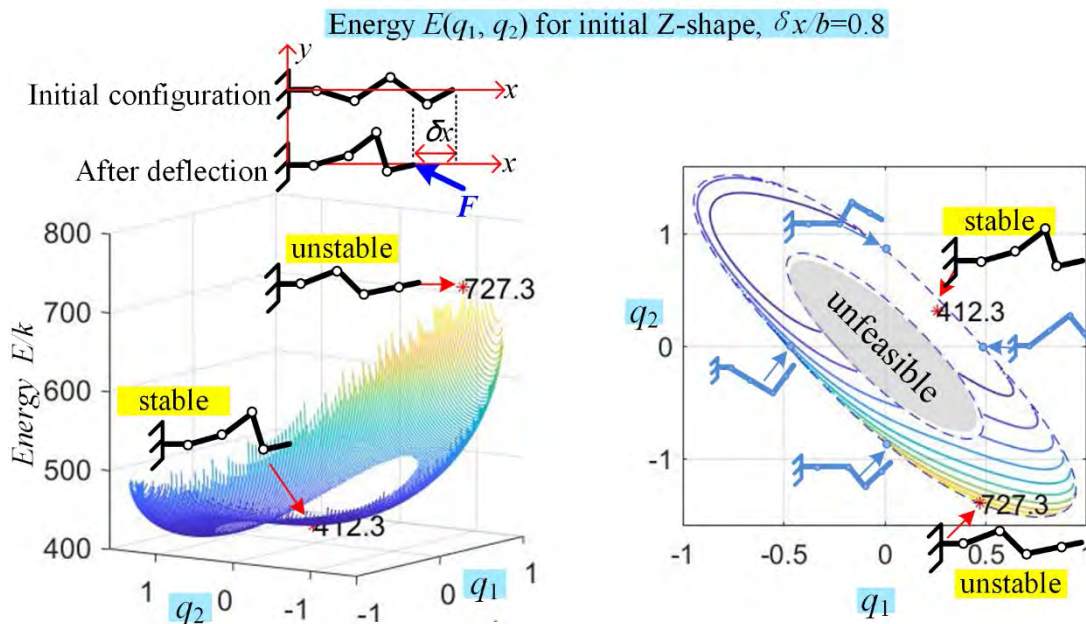 Energy E(q1, q2) for initial Z-shape, δx/b=0.8
y
Initial configuration
x
δx
After deflection
x
F
800
700
600
500
400
Energy E/k
unstable
727.3
stable
412.3
1
0
-1
q2
-1
0
1
q1
1
0
-1
q2
stable
412.3
unfeasible
727.3
unstable
-1
-0.5
0
0.5
1
q1